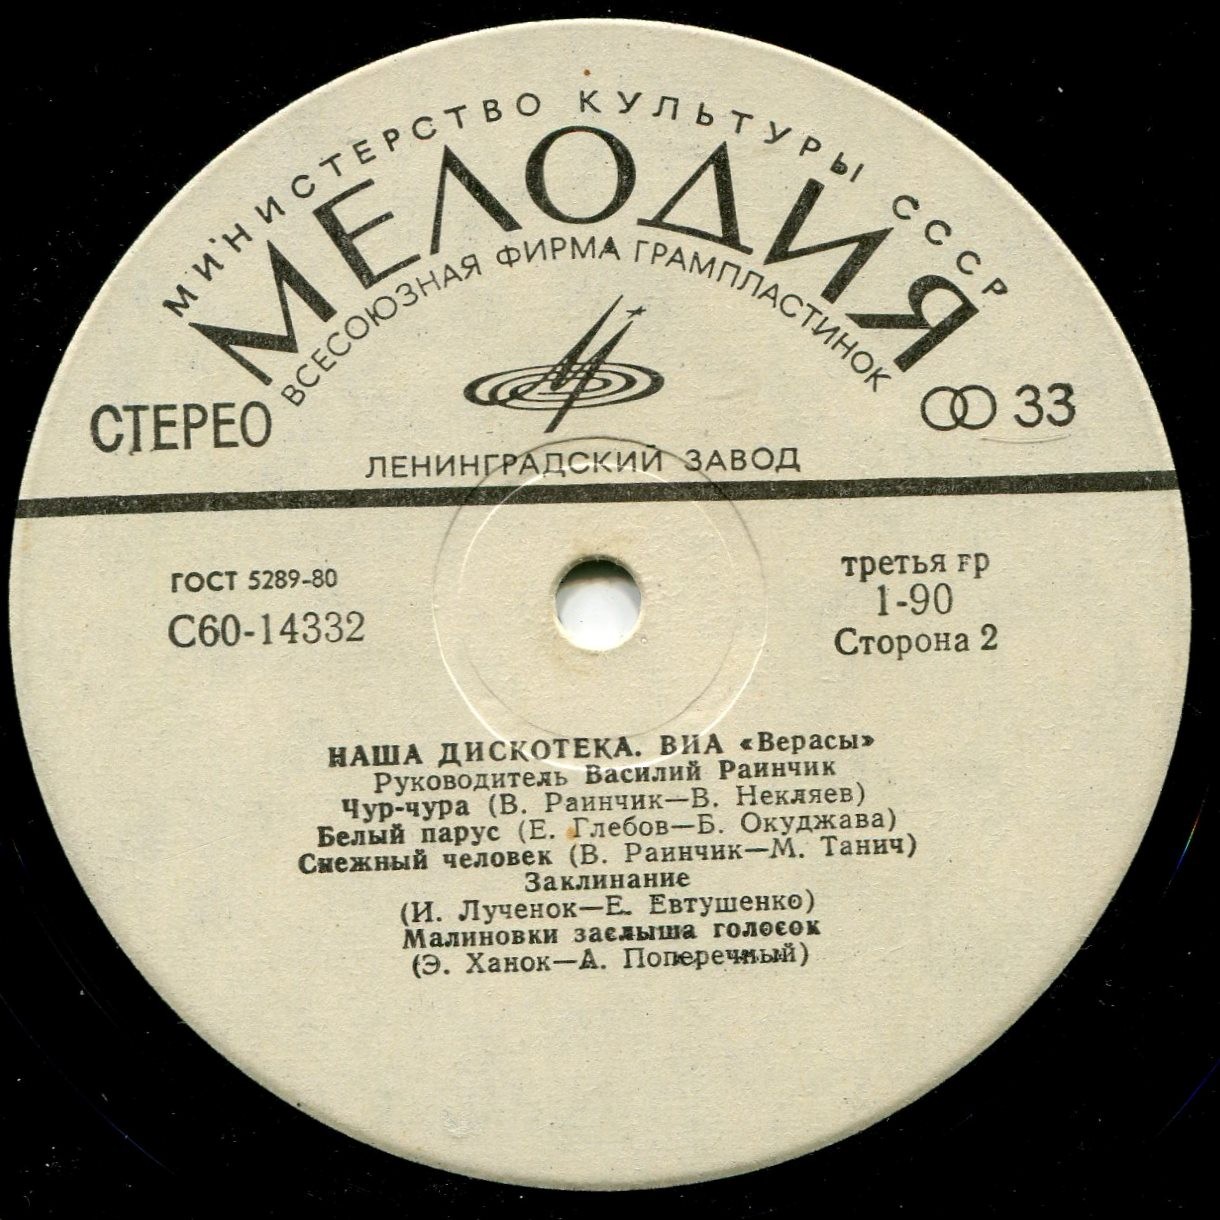 МИНИСТЕРСТВО КУЛЬТУРЫ СССР
МЕЛОДИЯ
ВСЕСОЮЗНАЯ ФИРМА ГРАМПЛАСТИНОК
СТЕРЕО
33
ЛЕНИНГРАДСКИЙ ЗАВОД
ГОСТ 5289-80
С60-14332
третья гр
1-90
Сторона 2
НАША ДИСКОТЕКА. ВИА «Верасы»
Руководитель Василий Раинчик
Чур-чура (В. Раинчик—В. Некляев)
Белый парус (Е. Глебов—Б. Окуджава)
Снежный человек (В. Раинчик—М. Танич)
Заклинание
(И. Лученок—Е. Евтушенко)
Малиновки заслыша голосок
(Э. Ханок—А. Поперечный)